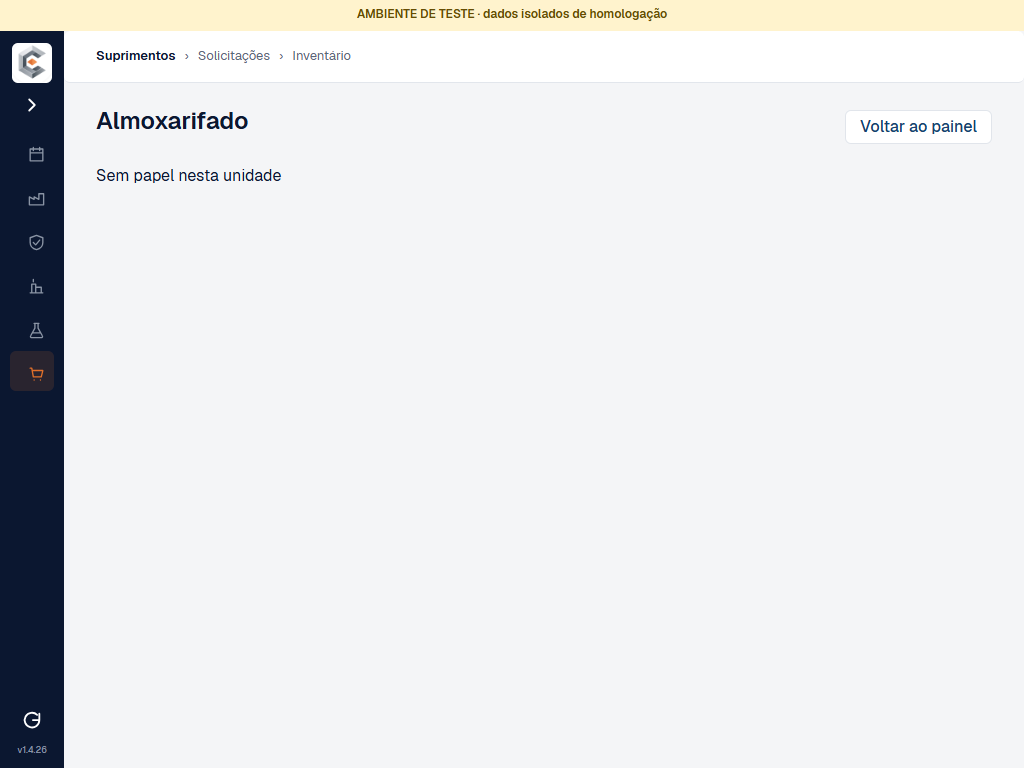 AMBIENTE DE TESTE · dados isolados de homologação
Suprimentos › Solicitações › Inventário
Almoxarifado
Voltar ao painel
Sem papel nesta unidade
v1.4.26